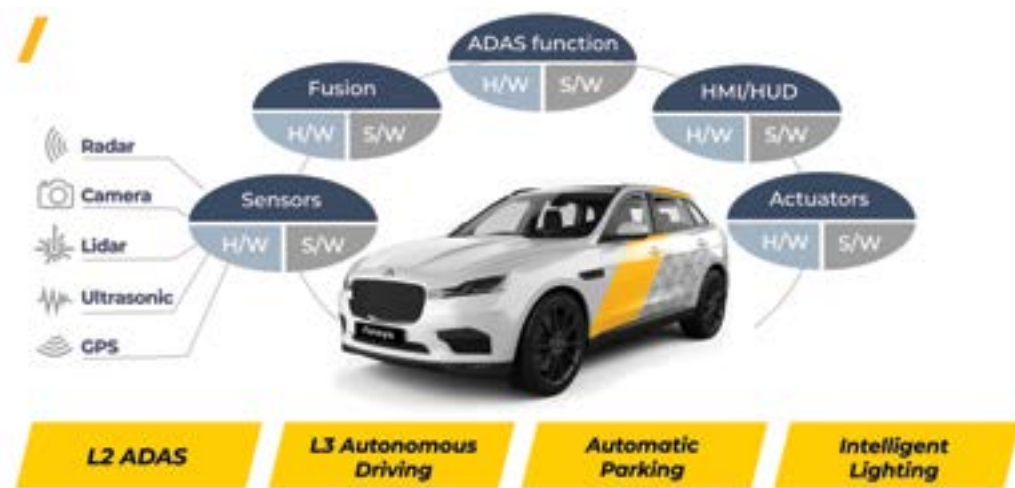 ADAS function
H/W S/W
Fusion
H/W S/W
HMI/HUD
H/W S/W
Sensors
H/W S/W
Actuators
H/W S/W
Radar
Camera
Lidar
Ultrasonic
GPS
Ansys
L2 ADAS
L3 Autonomous
Driving
Automatic
Parking
Intelligent
Lighting